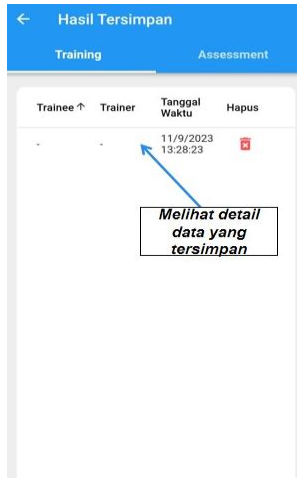 Hasil Tersimpan
Training Assessment
Trainee Trainer Tanggal Waktu Hapus
- - 11/9/2023 13:28:23
Melihat detail
data yang
tersimpan